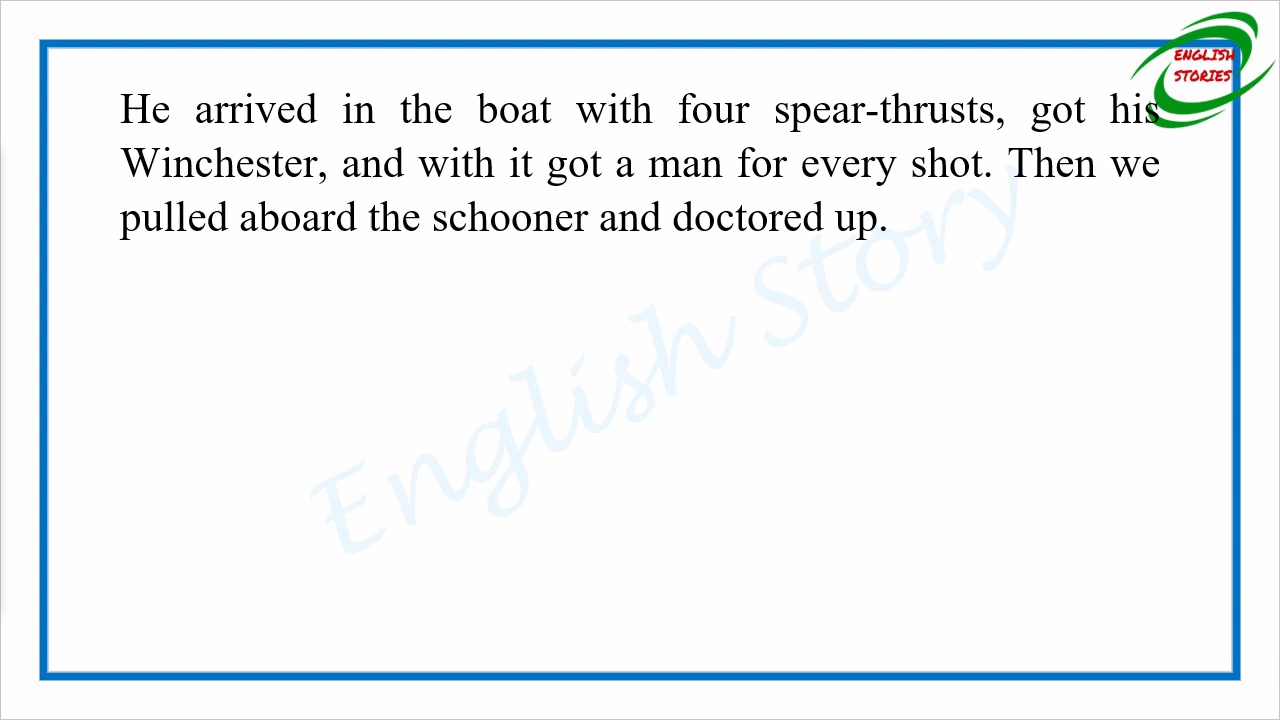 ENGLISH
STORIES
He arrived in the boat with four spear-thrusts, got his
Winchester, and with it got a man for every shot. Then we
pulled aboard the schooner and doctored up.
English Story